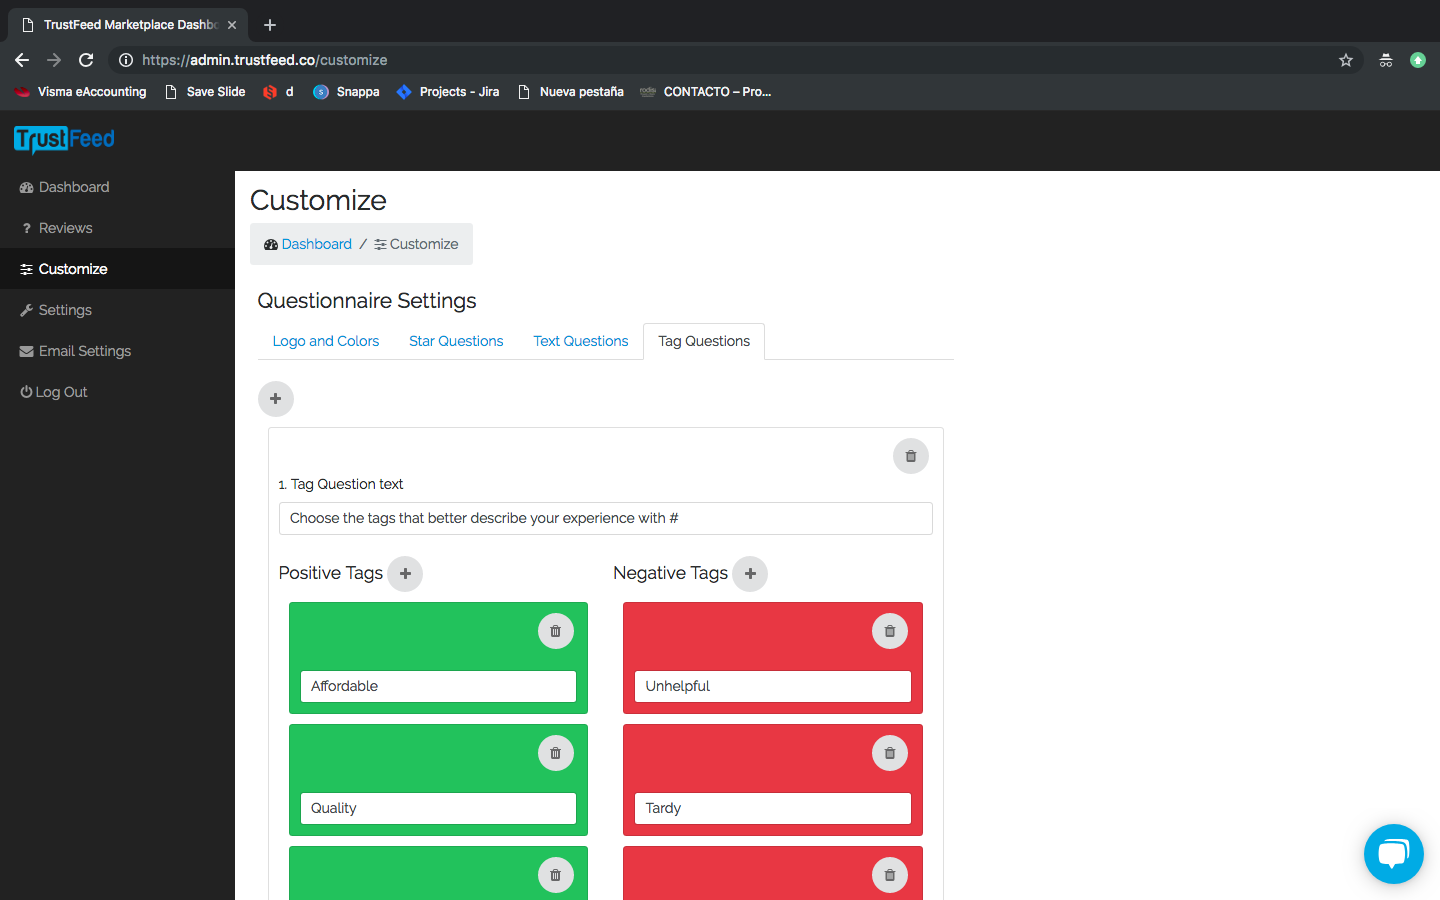 TrustFeed Marketplace Dashbo
https://admin.trustfeed.co/customize
Visma eAccounting
Save Slide
d
Snappa
Projects - Jira
Nueva pestaña
CONTACTO – Pro...
TrustFeed
Dashboard
Reviews
Customize
Settings
Email Settings
Log Out
Customize
Dashboard / Customize
Questionnaire Settings
Logo and Colors
Star Questions
Text Questions
Tag Questions
1. Tag Question text
Choose the tags that better describe your experience with #
Positive Tags
Negative Tags
Affordable
Unhelpful
Quality
Tardy